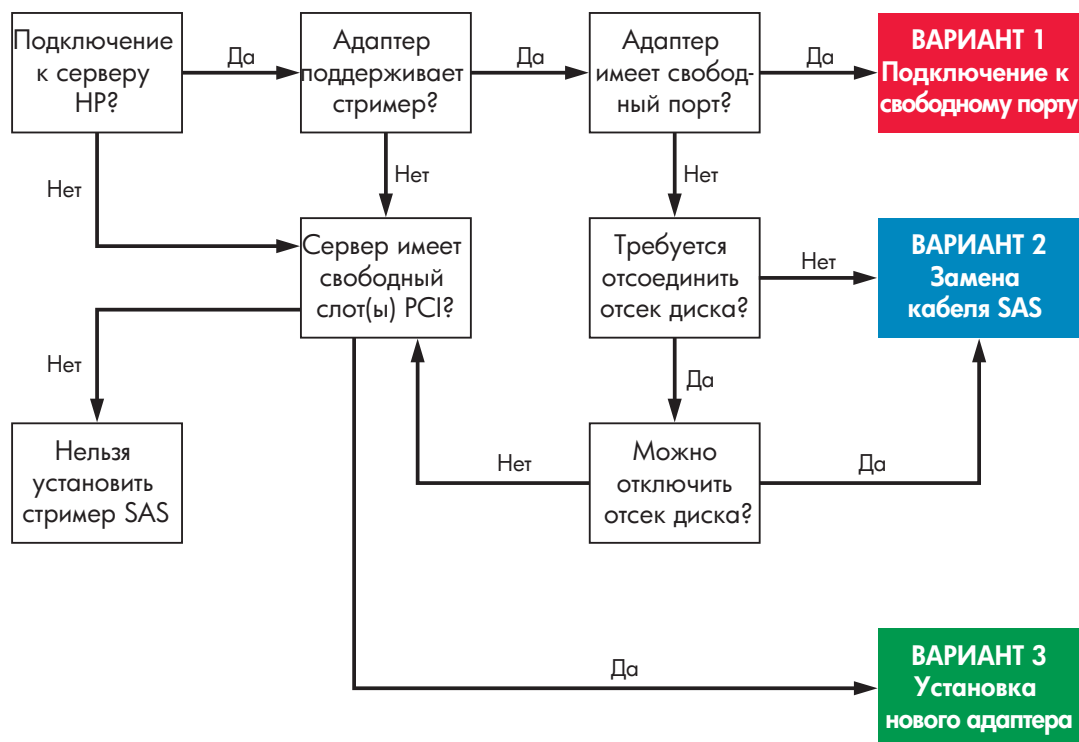 Подключение
к серверу
HP?
Да
Адаптер
поддерживает
стример?
Да
Адаптер
имеет свобод-
ный порт?
Да
ВАРИАНТ 1
Подключение к
свободному порту
Нет
Нет
Нет
Сервер имеет
свободный
слот(ы) PCI?
Требуется
отсоединить
отсек диска?
Нет
ВАРИАНТ 2
Замена
кабеля SAS
Нет
Да
Нельзя
установить
стример SAS
Нет
Можно
отключить
отсек диска?
Да
Да
ВАРИАНТ 3
Установка
нового адаптера